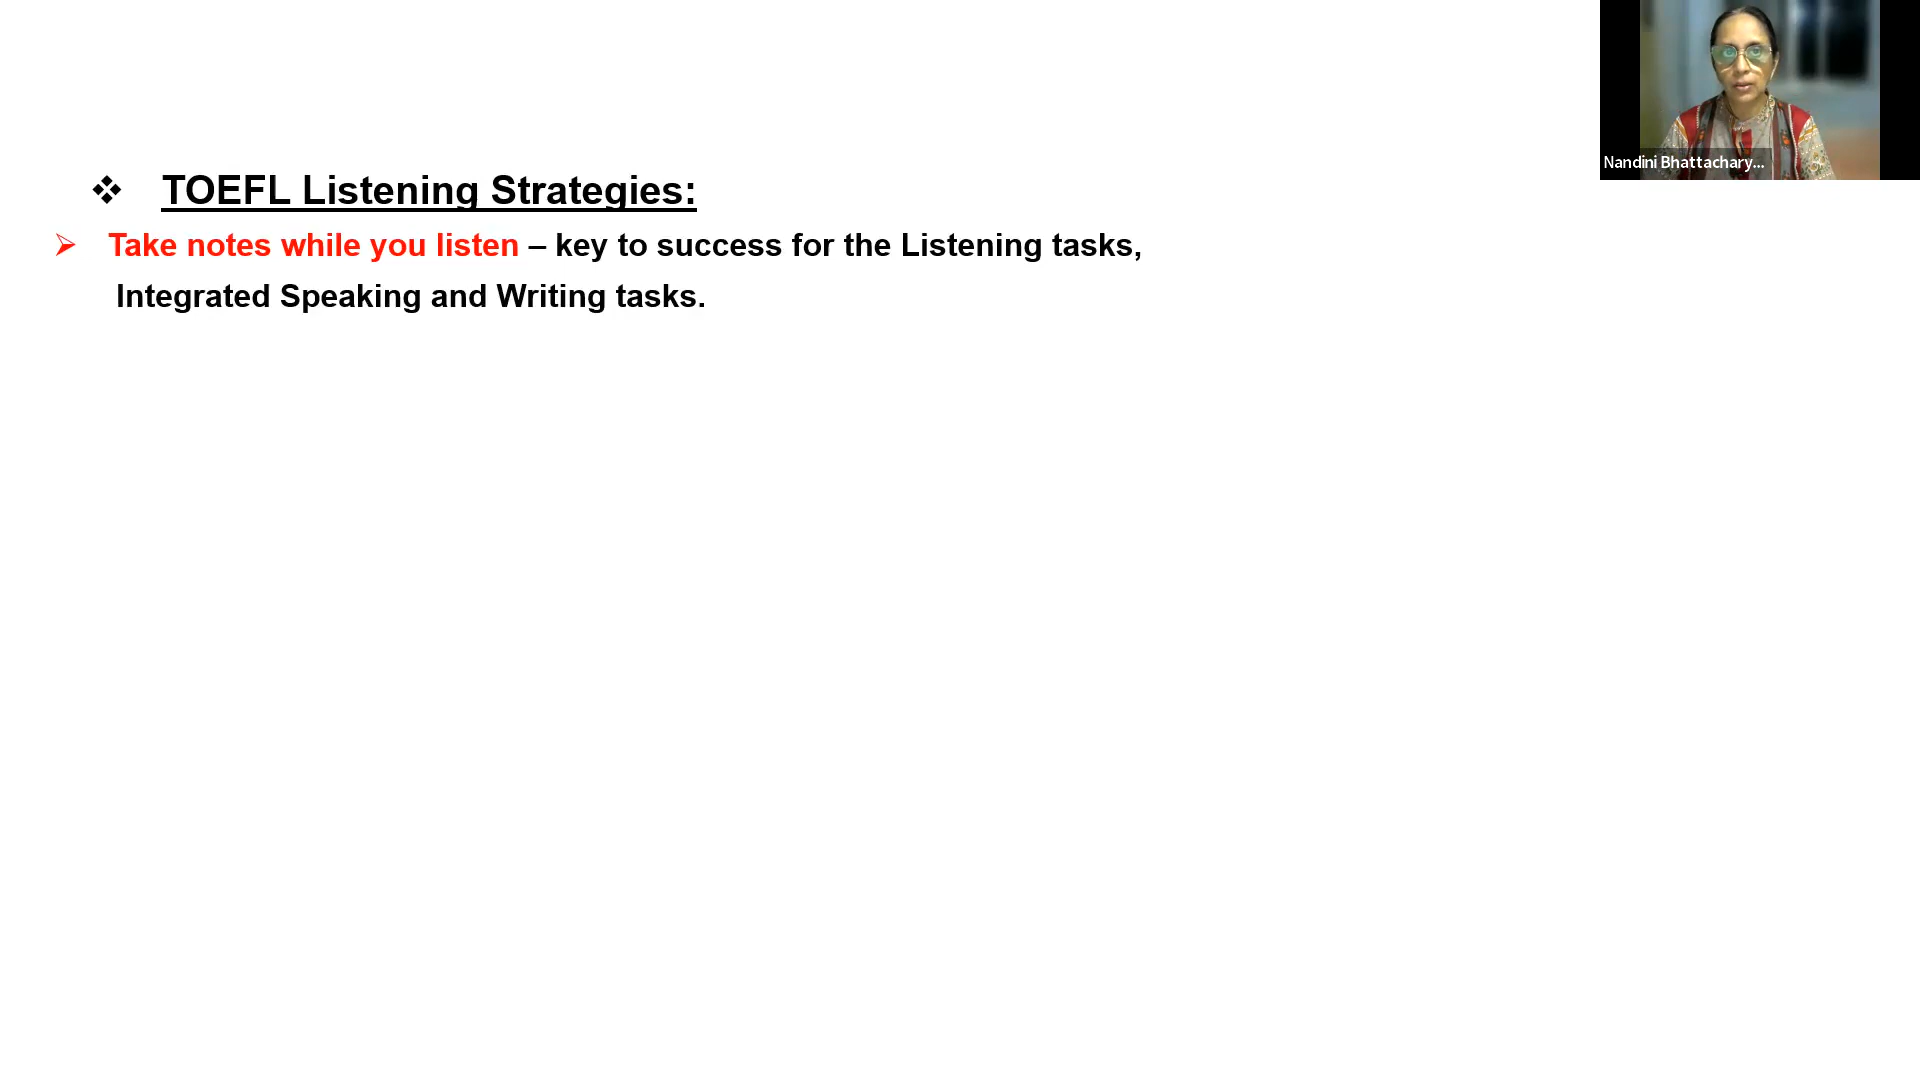 ❖ TOEFL Listening Strategies:
➢ Take notes while you listen – key to success for the Listening tasks,
Integrated Speaking and Writing tasks.
Nandini Bhattachary...